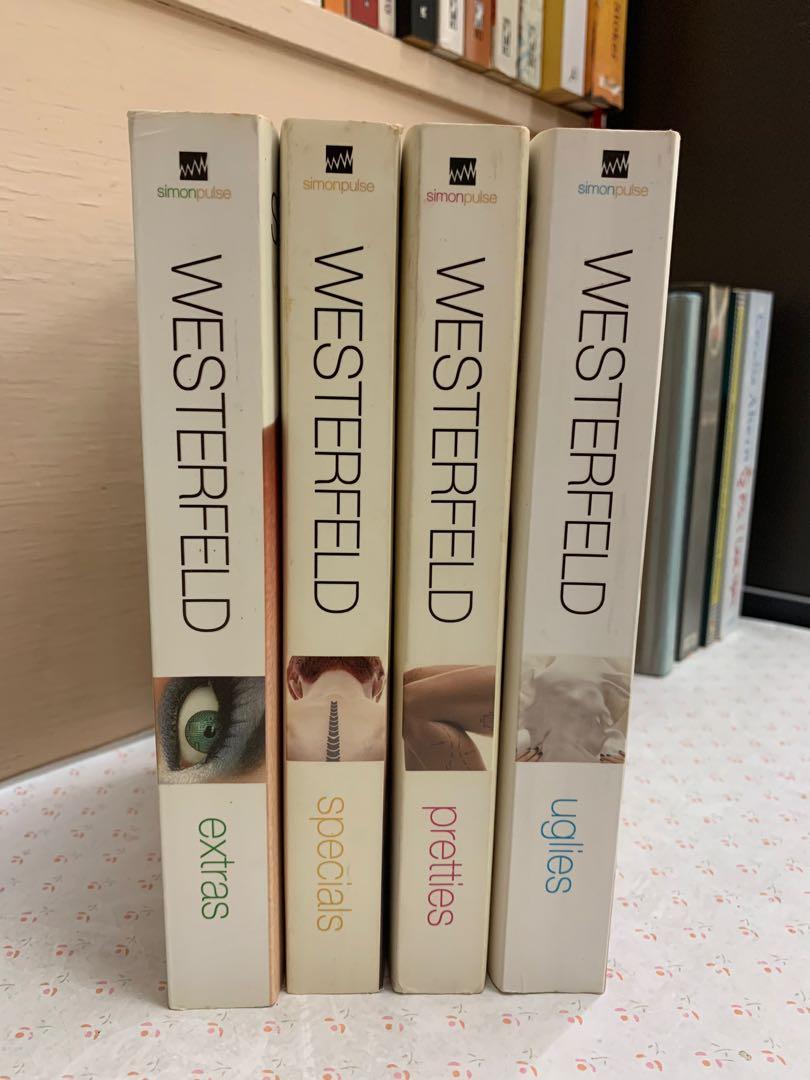 simonpulse
WESTERFELD
extras
simonpulse
WESTERFELD
specials
simonpulse
WESTERFELD
pretties
simonpulse
WESTERFELD
uglies